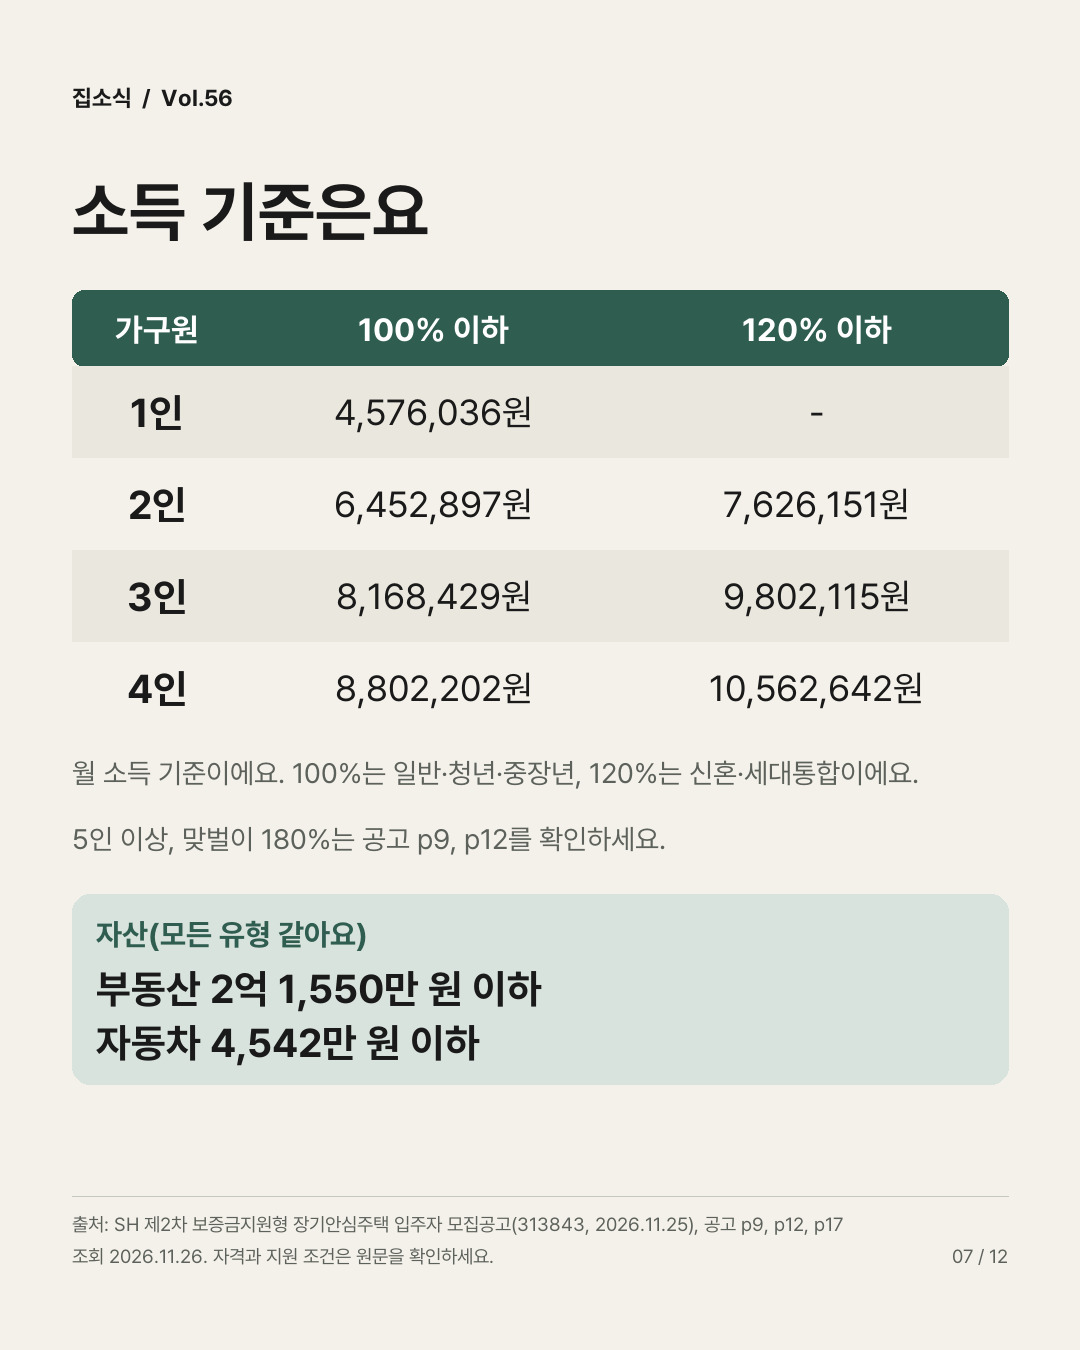 집소식 / Vol.56
소득 기준은요
가구원 100% 이하 120% 이하
1인 4,576,036원 -
2인 6,452,897원 7,626,151원
3인 8,168,429원 9,802,115원
4인 8,802,202원 10,562,642원
월 소득 기준이에요. 100%는 일반·청년·중장년, 120%는 신혼·세대통합이에요.
5인 이상, 맞벌이 180%는 공고 p9, p12를 확인하세요.
자산(모든 유형 같아요)
부동산 2억 1,550만 원 이하
자동차 4,542만 원 이하
출처: SH 제2차 보증금지원형 장기안심주택 입주자 모집공고(313843, 2026.11.25), 공고 p9, p12, p17
조회 2026.11.26. 자격과 지원 조건은 원문을 확인하세요.
07 / 12